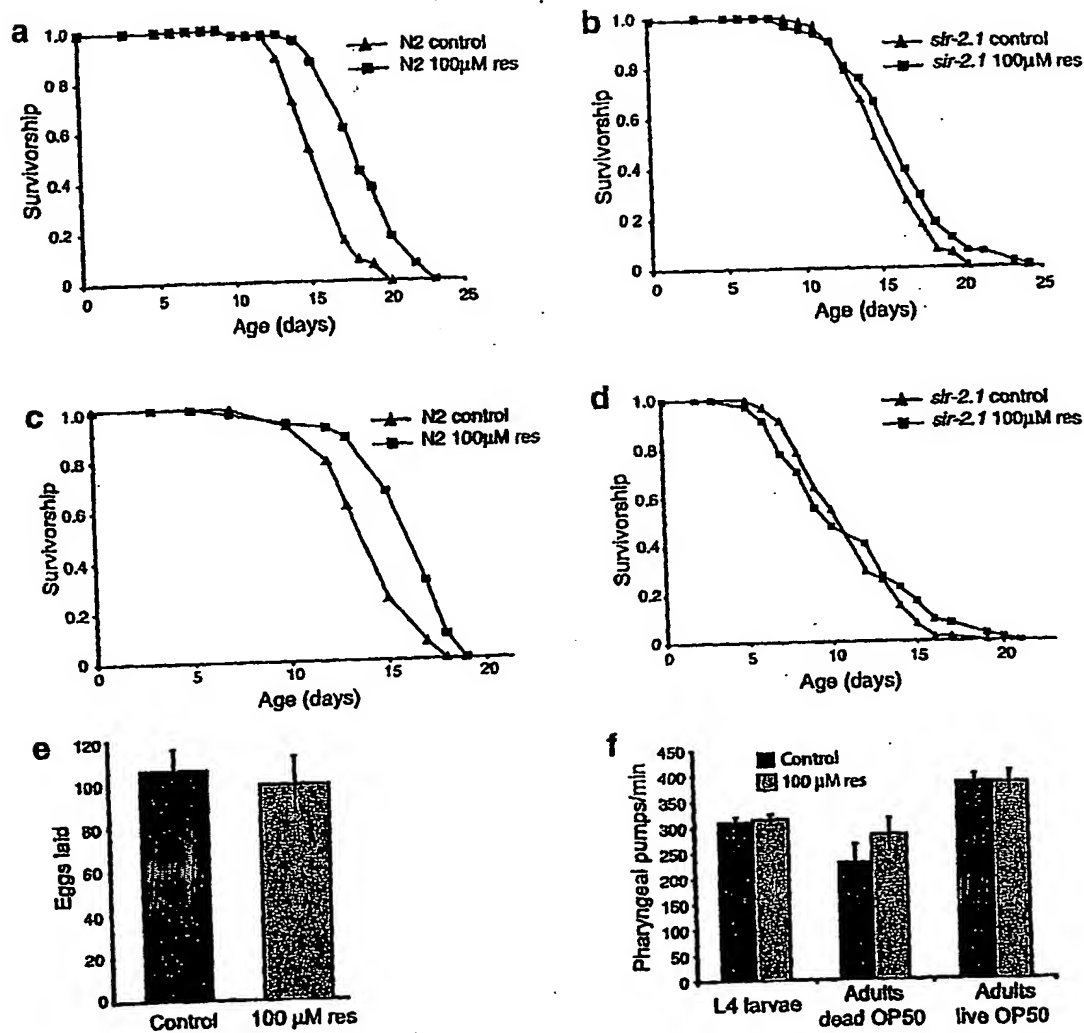 a
N2 control
N2 100μM res
Survivorship
1.0
0.8
0.6
0.4
0.2
0
0 5 10 15 20 25
Age (days)
b
sir-2.1 control
sir-2.1 100μM res
Survivorship
1.0
0.8
0.6
0.4
0.2
0
0 5 10 15 20 25
Age (days)
c
N2 control
N2 100μM res
Survivorship
1.0
0.8
0.6
0.4
0.2
0
0 5 10 15 20
Age (days)
d
sir-2.1 control
sir-2.1 100μM res
Survivorship
1.0
0.8
0.6
0.4
0.2
0
0 5 10 15 20
Age (days)
e
Eggs laid
120
100
80
60
40
20
0
Control 100 μM res
f
Control
100 μM res
Pharyngeal pumps/min
450
400
350
300
250
200
150
100
50
0
L4 larvae
Adults
dead OP50
Adults
live OP50